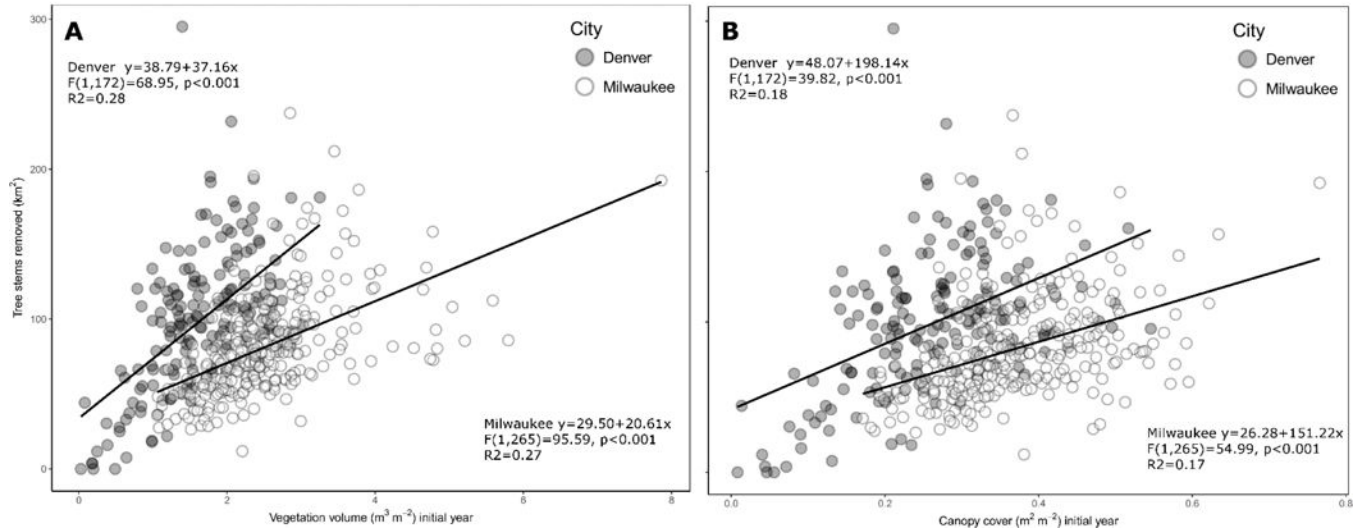 A
City
Denver
Milwaukee
Denver y=38.79+37.16x
F(1,172)=68.95, p<0.001
R2=0.28
Milwaukee y=29.50+20.61x
F(1,265)=95.59, p<0.001
R2=0.27
Tree stems removed (km²)
300
200
100
0
0
2
4
6
8
Vegetation volume (m³ m⁻²) initial year
B
City
Denver
Milwaukee
Denver y=48.07+198.14x
F(1,172)=39.82, p<0.001
R2=0.18
Milwaukee y=26.28+151.22x
F(1,265)=54.99, p<0.001
R2=0.17
0.0
0.2
0.4
0.6
0.8
Canopy cover (m² m⁻²) initial year